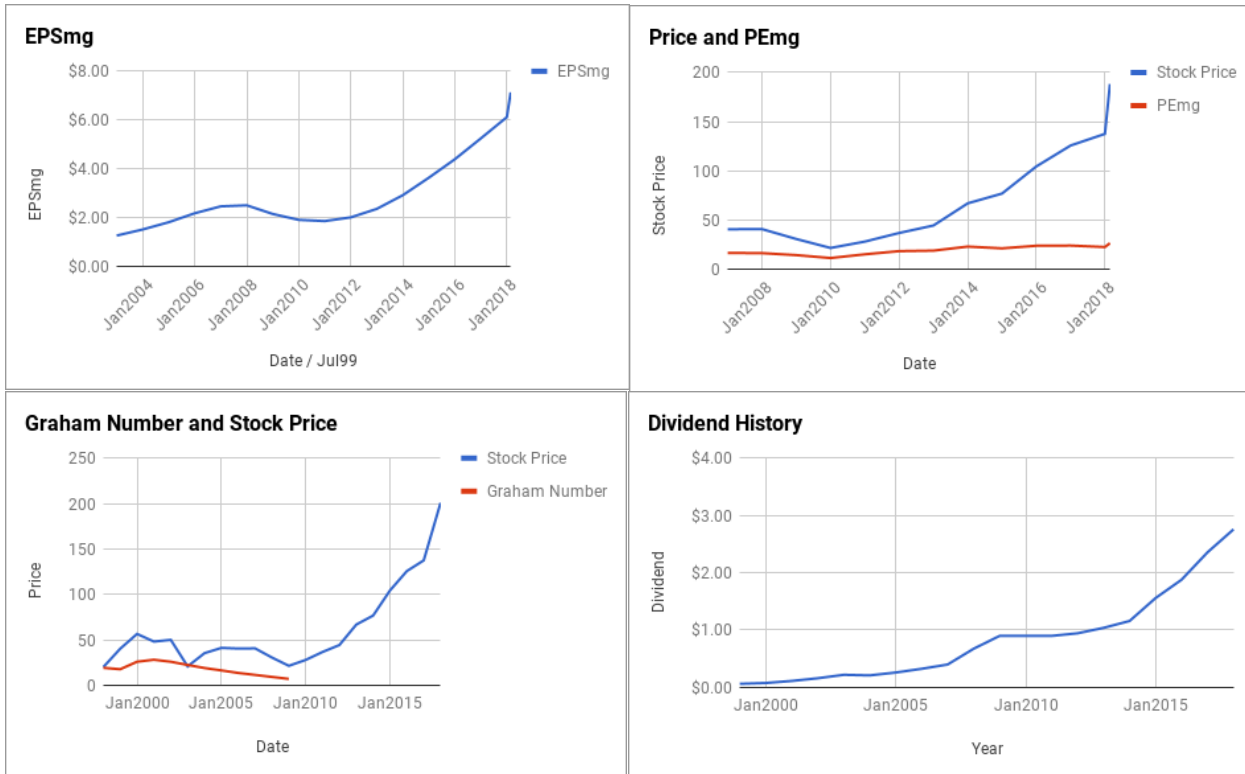 EPSmg
EPSmg
$8.00
$6.00
$4.00
$2.00
$0.00
EPSmg
Jan2004
Jan2006
Jan2008
Jan2010
Jan2012
Jan2014
Jan2016
Jan2018
Date / Jul99
Price and PEmg
Stock Price
PEmg
200
150
100
50
0
Stock Price
Jan2008
Jan2010
Jan2012
Jan2014
Jan2016
Jan2018
Date
Graham Number and Stock Price
Stock Price
Graham Number
250
200
150
100
50
0
Price
Jan2000
Jan2005
Jan2010
Jan2015
Date
Dividend History
$4.00
$3.00
$2.00
$1.00
$0.00
Dividend
Jan2000
Jan2005
Jan2010
Jan2015
Year